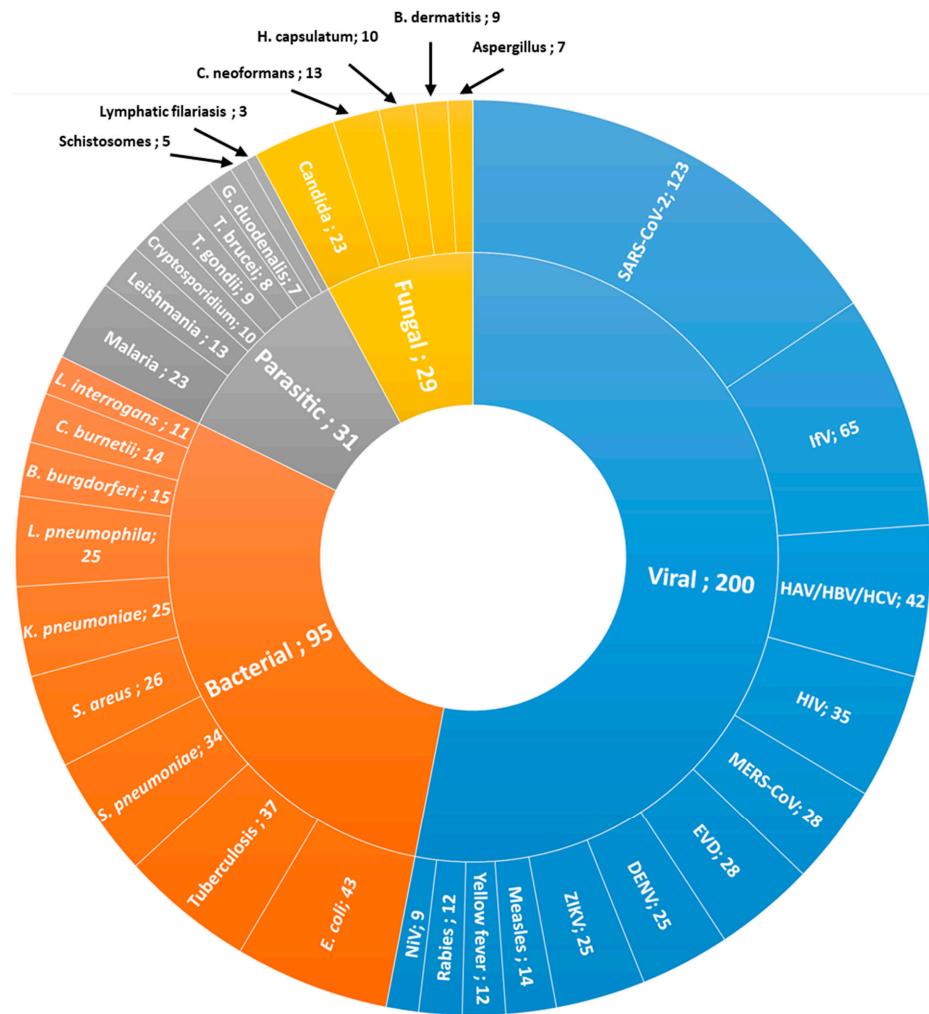 B. dermatitis ; 9
H. capsulatum; 10
Aspergillus ; 7
C. neoformans ; 13
Lymphatic filariasis ; 3
Schistosomes ; 5
SARS-CoV-2; 123
IfV; 65
HAV/HBV/HCV; 42
HIV; 35
MERS-CoV; 28
EVD; 28
DENV; 25
ZIKV; 25
Measles ; 14
Yellow fever ; 12
Rabies ; 12
NiV; 9
E. coli; 43
Tuberculosis ; 37
S. pneumoniae; 34
S. areus ; 26
K. pneumoniae; 25
L. pneumophila;
25
B. burgdorferi ; 15
C. burnetii; 14
L. interrogans ; 11
Malaria ; 23
Leishmania ; 13
Cryptosporidium; 10
T. gondii; 9
T. brucei; 8
G. duodenalis; 7
Candida ; 23
Viral ; 200
Bacterial ; 95
Parasitic ; 31
Fungal ; 29